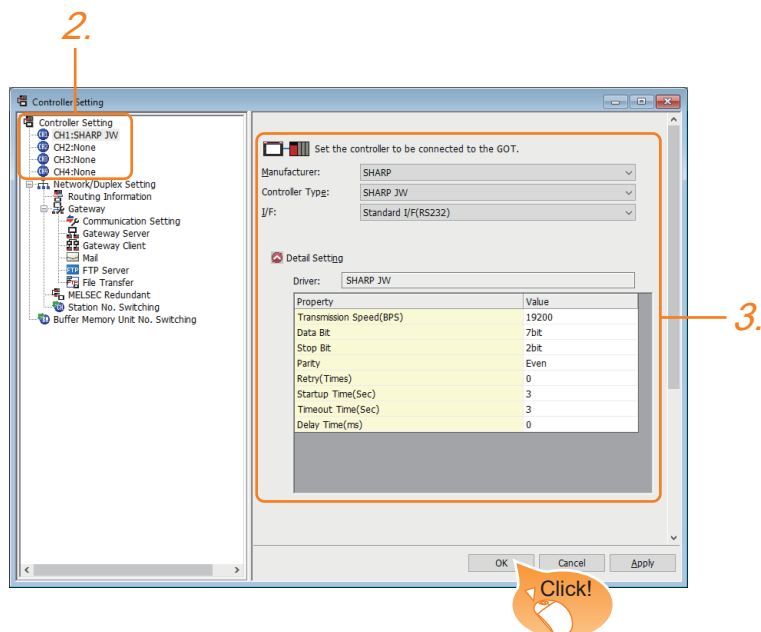 2.
Controller Setting
Controller Setting
CH1:SHARP JW
CH2:None
CH3:None
CH4:None
Network/Duplex Setting
Routing Information
Gateway
Communication Setting
Gateway Server
Gateway Client
Mail
FTP FTP Server
File Transfer
MELSEC Redundant
Station No. Switching
Buffer Memory Unit No. Switching
Set the controller to be connected to the GOT.
Manufacturer: SHARP
Controller Type: SHARP JW
I/F: Standard I/F(RS232)
Detail Setting
Driver: SHARP JW
Property Value
Transmission Speed(BPS) 19200
Data Bit 7bit
Stop Bit 2bit
Parity Even
Retry(Times) 0
Startup Time(Sec) 3
Timeout Time(Sec) 3
Delay Time(ms) 0
3.
OK Cancel Apply
Click!